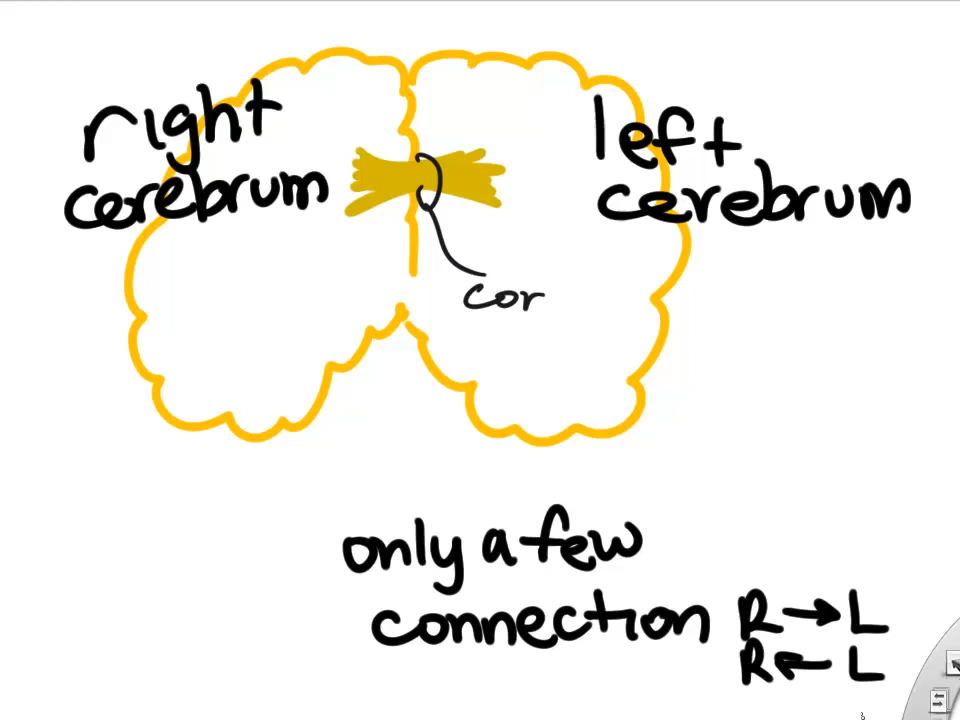 right
cerebrum
left
cerebrum
cor
only a few
connection R → L
R ← L